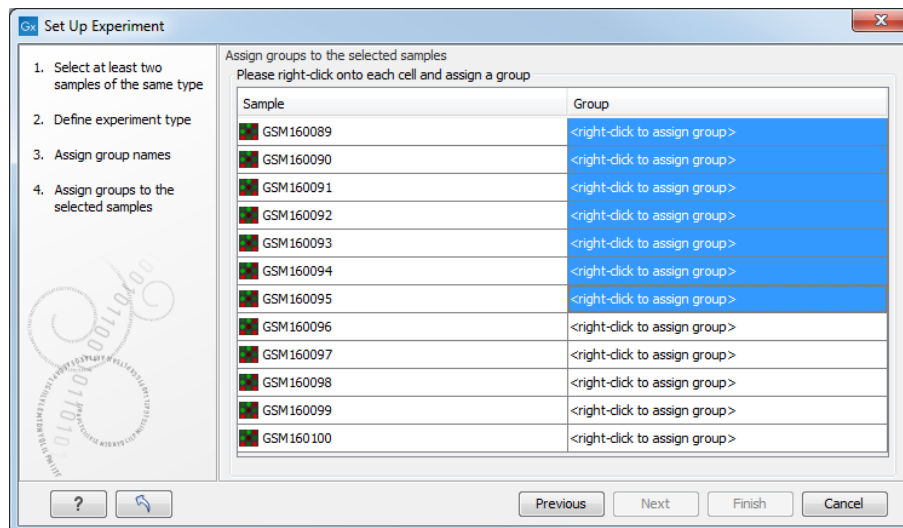 Gx Set Up Experiment
1. Select at least two
samples of the same type
2. Define experiment type
3. Assign group names
4. Assign groups to the
selected samples
Assign groups to the selected samples
Please right-click onto each cell and assign a group
Sample Group
GSM160089 <right-click to assign group>
GSM160090 <right-click to assign group>
GSM160091 <right-click to assign group>
GSM160092 <right-click to assign group>
GSM160093 <right-click to assign group>
GSM160094 <right-click to assign group>
GSM160095 <right-click to assign group>
GSM160096 <right-click to assign group>
GSM160097 <right-click to assign group>
GSM160098 <right-click to assign group>
GSM160099 <right-click to assign group>
GSM160100 <right-click to assign group>
? Previous Next Finish Cancel